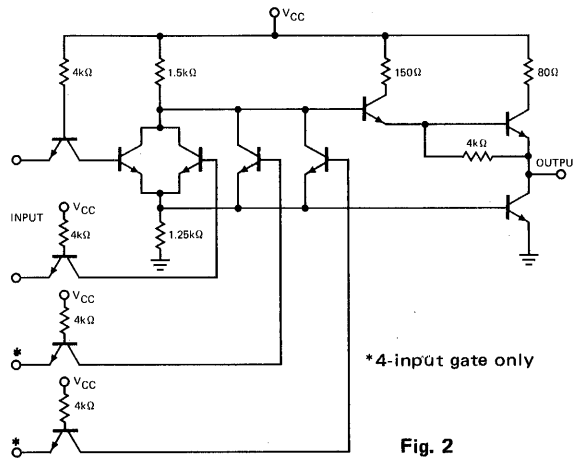 VCC
4kΩ
1.5kΩ
150Ω
80Ω
4kΩ
OUTPU
INPUT
VCC
4kΩ
1.25kΩ
VCC
4kΩ
*
*4-input gate only
VCC
4kΩ
*
Fig. 2